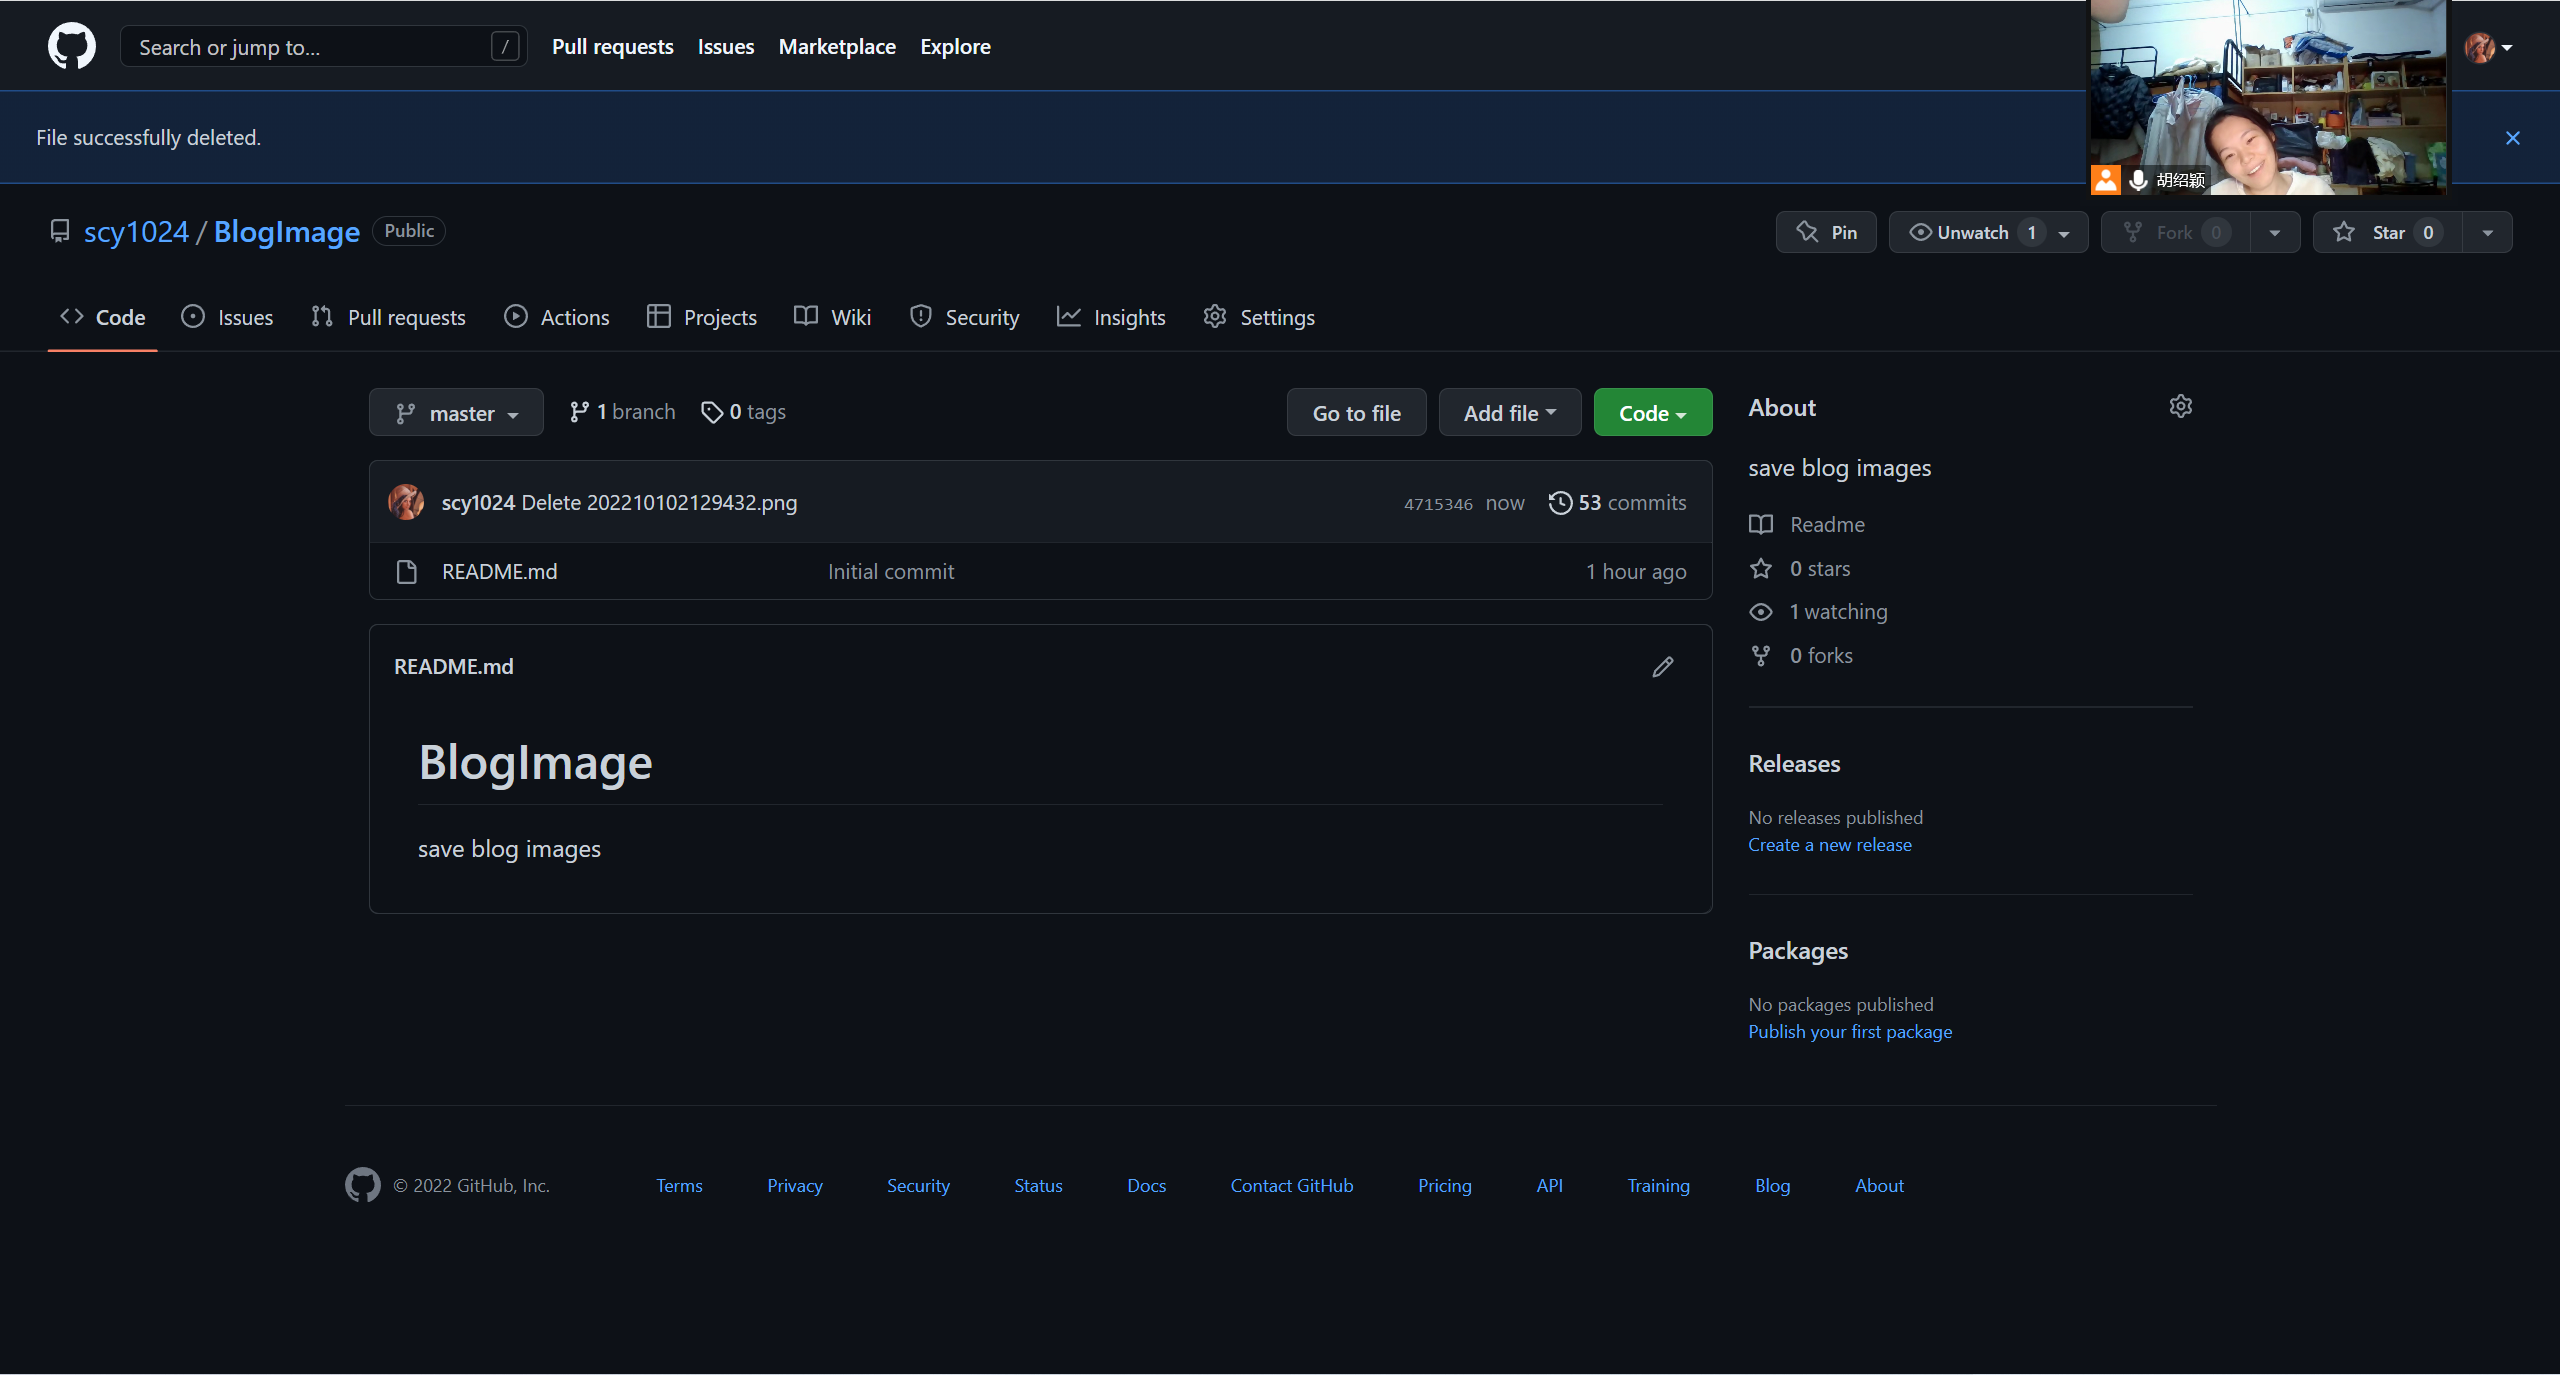 Search or jump to... /
Pull requests Issues Marketplace Explore
胡绍颖
File successfully deleted.
scy1024 / BlogImage Public
Pin Unwatch 1 Fork 0 Star 0
Code Issues Pull requests Actions Projects Wiki Security Insights Settings
master 1 branch 0 tags Go to file Add file Code
scy1024 Delete 202210102129432.png 4715346 now 53 commits
README.md Initial commit 1 hour ago
README.md
BlogImage
save blog images
About
save blog images
Readme
0 stars
1 watching
0 forks
Releases
No releases published
Create a new release
Packages
No packages published
Publish your first package
© 2022 GitHub, Inc. Terms Privacy Security Status Docs Contact GitHub Pricing API Training Blog About